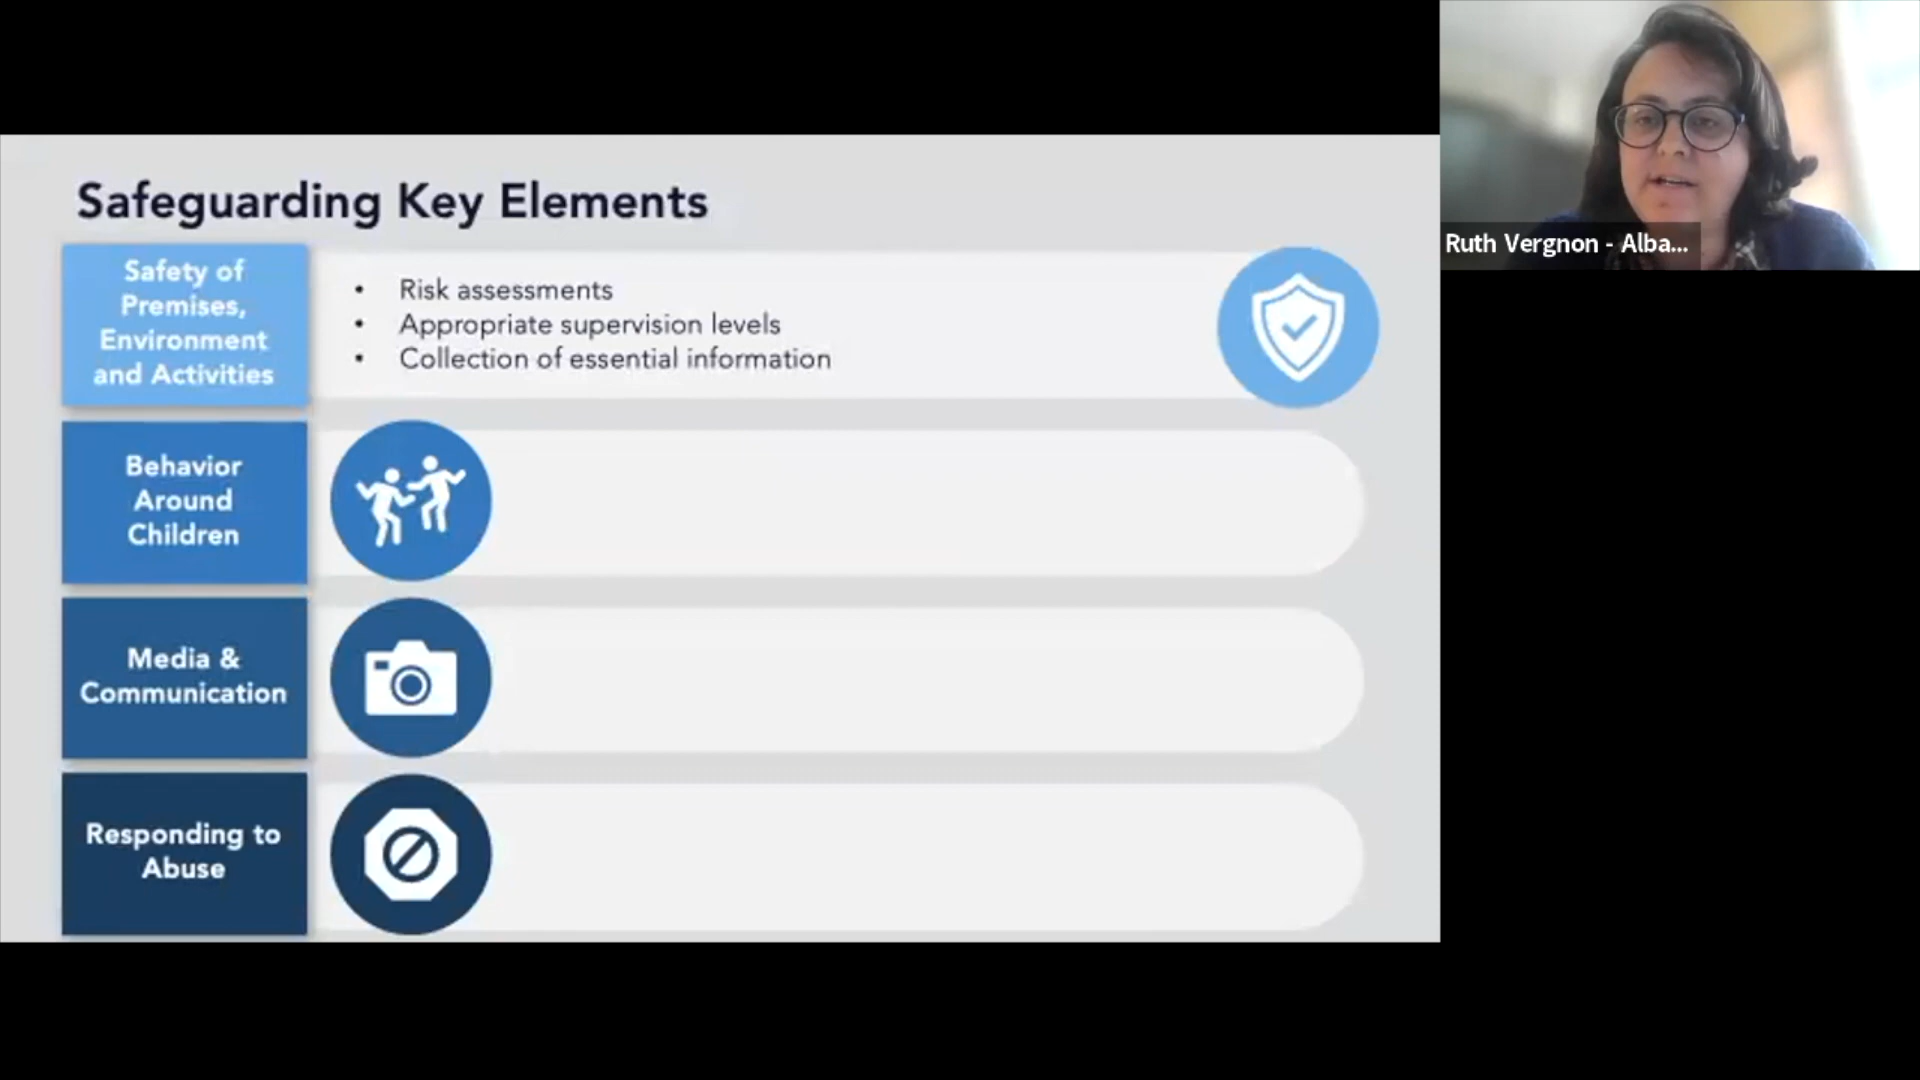 Safeguarding Key Elements
Safety of
Premises,
Environment
and Activities
• Risk assessments
• Appropriate supervision levels
• Collection of essential information
Behavior
Around
Children
Media &
Communication
Responding to
Abuse
Ruth Vergnon - Alba...